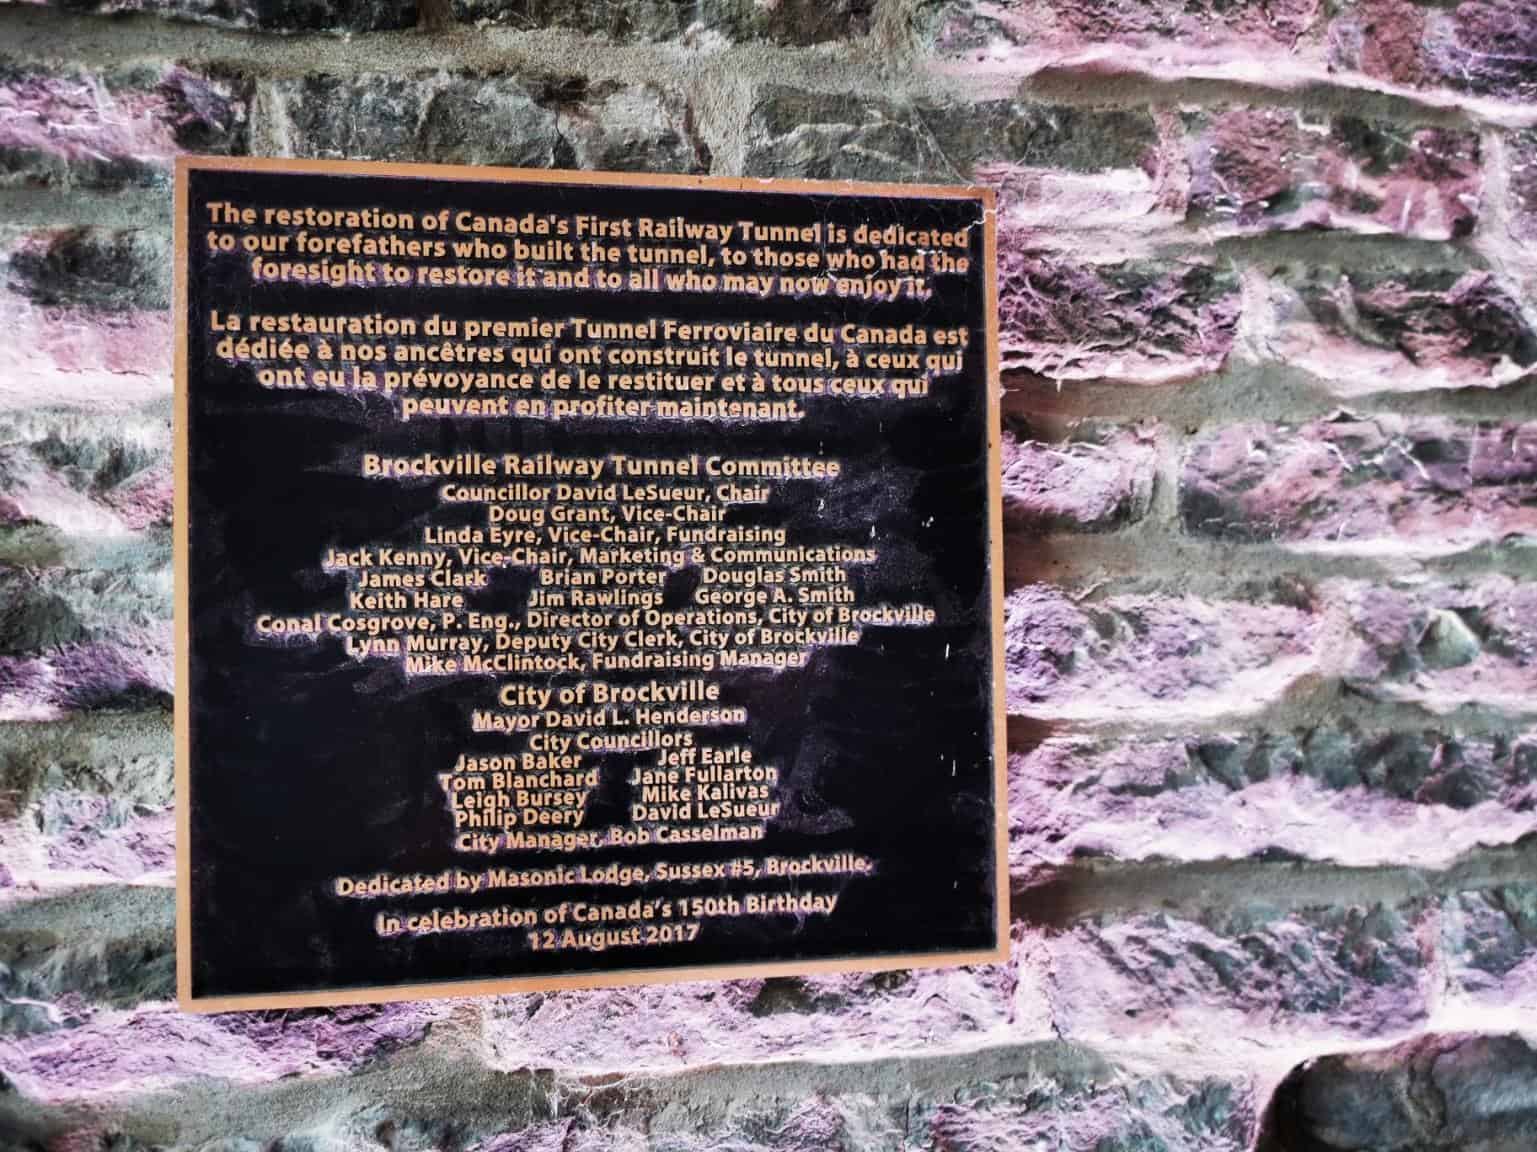 The restoration of Canada's First Railway Tunnel is dedicated
to our forefathers who built the tunnel, to those who had the
foresight to restore it and to all who may now enjoy it.
La restauration du premier Tunnel Ferroviaire du Canada est
dédiée à nos ancêtres qui ont construit le tunnel, à ceux qui
ont eu la prévoyance de le restituer et à tous ceux qui
peuvent en profiter maintenant.
Brockville Railway Tunnel Committee
Councillor David LeSueur, Chair
Doug Grant, Vice-Chair
Linda Eyre, Vice-Chair, Fundraising
Jack Kenny, Vice-Chair, Marketing & Communications
James Clark Brian Porter Douglas Smith
Keith Hare Jim Rawlings George A. Smith
Conal Cosgrove, P. Eng., Director of Operations, City of Brockville
Lynn Murray, Deputy City Clerk, City of Brockville
Mike McClintock, Fundraising Manager
City of Brockville
Mayor David L. Henderson
City Councillors
Jason Baker Jeff Earle
Tom Blanchard Jane Fullarton
Leigh Bursey Mike Kalivas
Philip Deery David LeSueur
City Manager, Bob Casselman
Dedicated by Masonic Lodge, Sussex #5, Brockville.
In celebration of Canada's 150th Birthday
12 August 2017